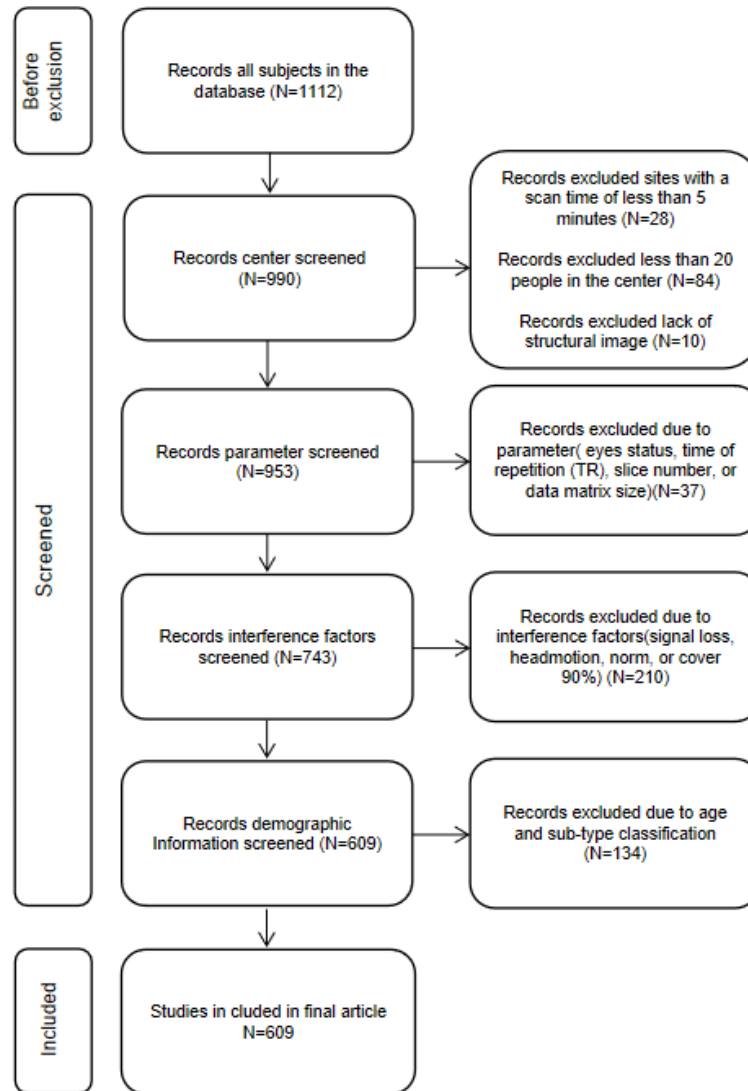 Before
exclusion
Records all subjects in the
database (N=1112)
Screened
Records center screened
(N=990)
Records excluded sites with a
scan time of less than 5
minutes (N=28)
Records excluded less than 20
people in the center (N=84)
Records excluded lack of
structural image (N=10)
Records parameter screened
(N=953)
Records excluded due to
parameter( eyes status, time of
repetition (TR), slice number, or
data matrix size)(N=37)
Records interference factors
screened (N=743)
Records excluded due to
interference factors(signal loss,
headmotion, norm, or cover
90%) (N=210)
Records demographic
Information screened (N=609)
Records excluded due to age
and sub-type classification
(N=134)
Included
Studies in cluded in final article
N=609